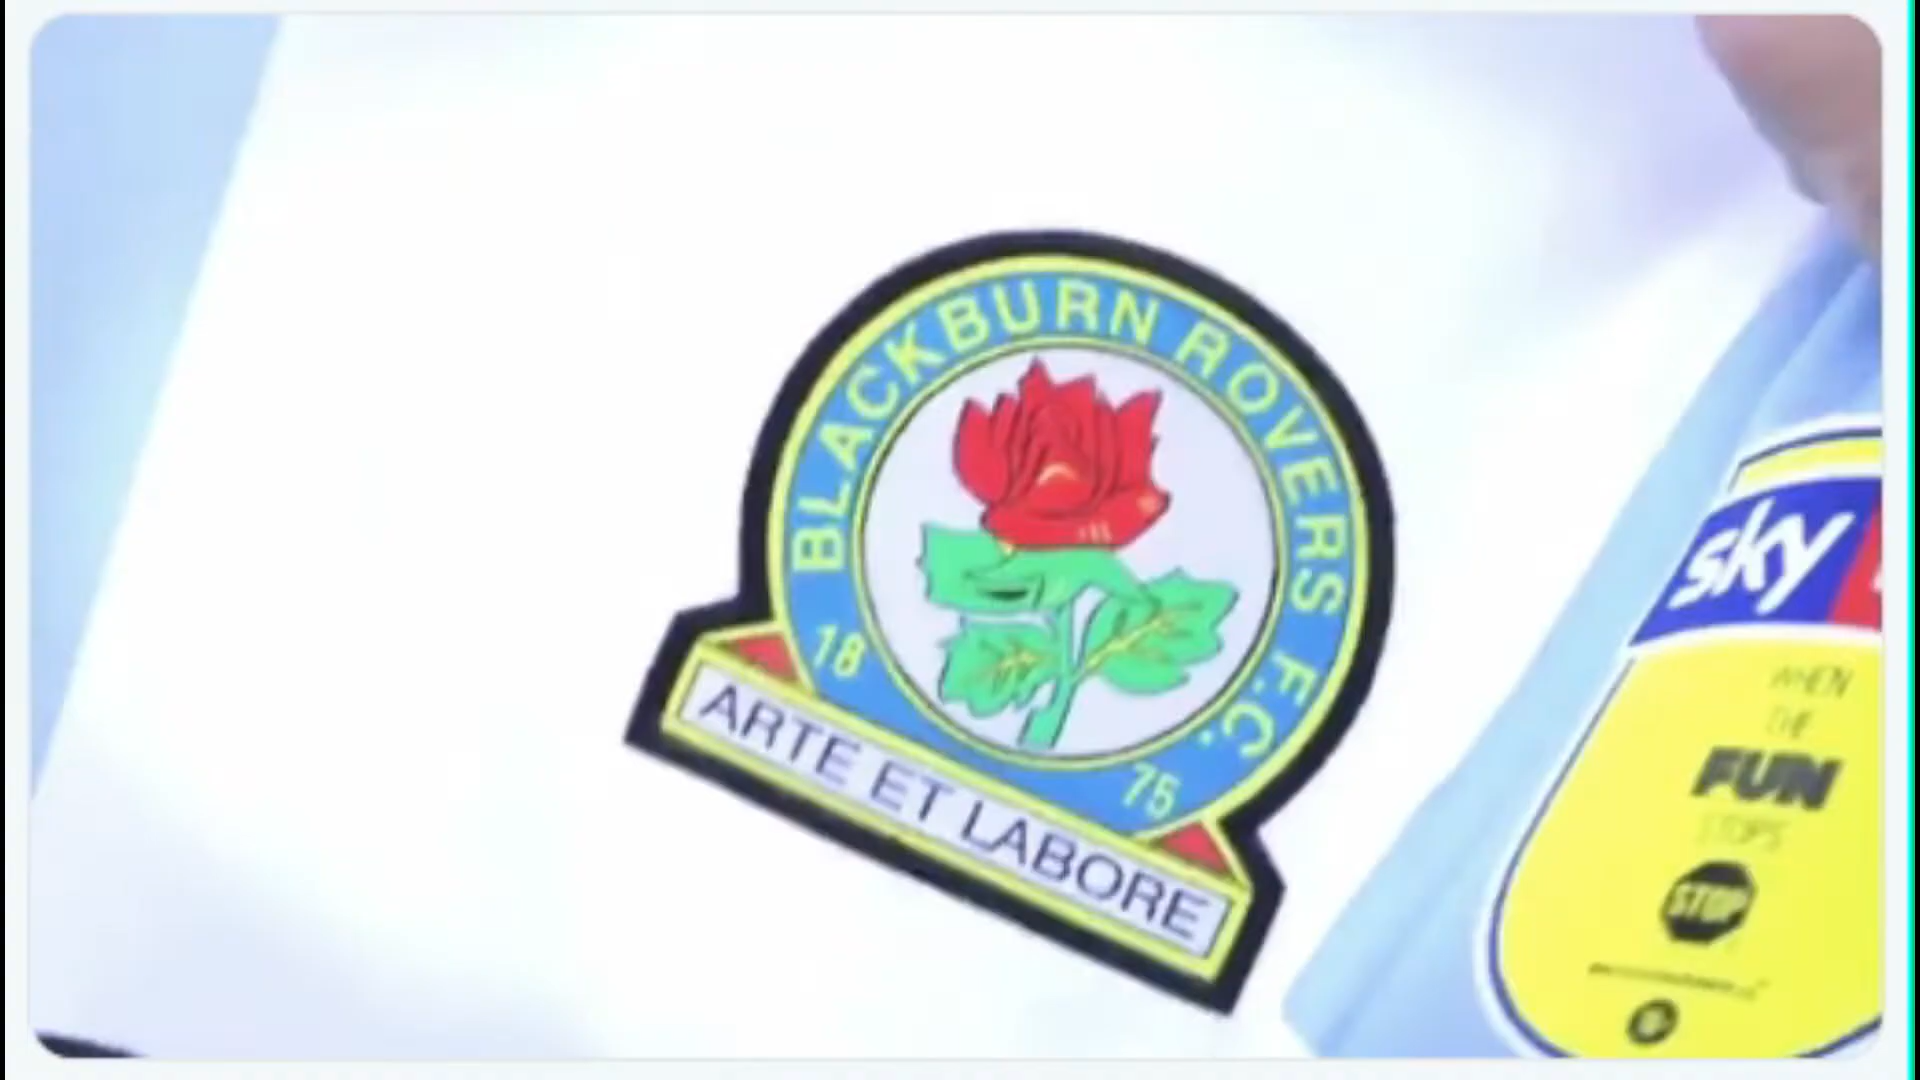 BLACKBURN ROVERS F.C.
18 75
ARTE ET LABORE
sky
WHEN
THE
FUN
STOPS
STOP